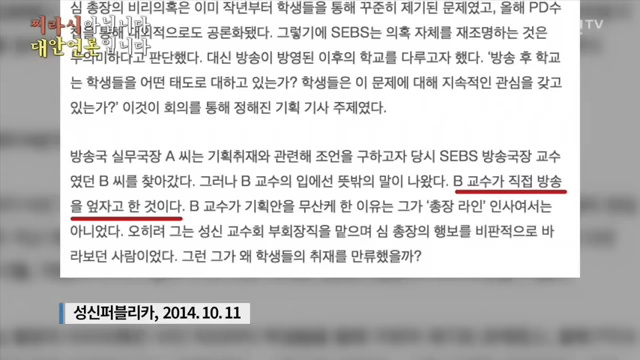 찌라시 아닙니다
대안언론입니다
TV
심 총장의 비리의혹은 이미 작년부터 학생들을 통해 꾸준히 제기된 문제였고, 올해 PD수
통해 대외적으로도 공론화됐다. 그렇기에 SEBS는 의혹 자체를 재조명하는 것은
무의미하다고 판단했다. 대신 방송이 방영된 이후의 학교를 다루고자 했다. ‘방송 후 학교
는 학생들을 어떤 태도로 대하고 있는가? 학생들은 이 문제에 대해 지속적인 관심을 갖고
있는가?’ 이것이 회의를 통해 정해진 기획 기사 주제였다.
방송국 실무국장 A 씨는 기획취재와 관련해 조언을 구하고자 당시 SEBS 방송국장 교수
였던 B 씨를 찾아갔다. 그러나 B 교수의 입에선 뜻밖의 말이 나왔다. B 교수가 직접 방송
을 엎자고 한 것이다. B 교수가 기획안을 무산케 한 이유는 그가 ‘총장 라인’ 인사여서는
아니었다. 오히려 그는 성신 교수회 부회장직을 맡으며 심 총장의 행보를 비판적으로 바
라보던 사람이었다. 그런 그가 왜 학생들의 취재를 만류했을까?
성신퍼블리카, 2014. 10. 11